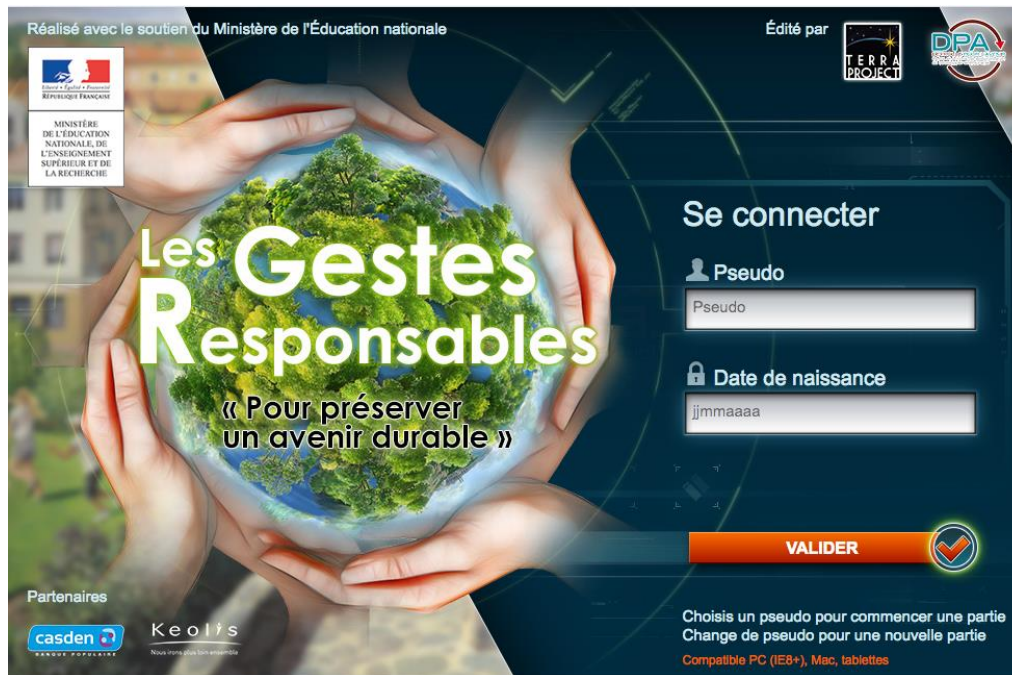 Réalisé avec le soutien du Ministère de l'Éducation nationale
Édité par
TERRA
PROJECT
DPA
Liberté • Égalité • Fraternité
RÉPUBLIQUE FRANÇAISE
MINISTÈRE
DE L'ÉDUCATION
NATIONALE, DE
L'ENSEIGNEMENT
SUPÉRIEUR ET DE
LA RECHERCHE
Les Gestes
Responsables
« Pour préserver
un avenir durable »
Se connecter
Pseudo
Pseudo
Date de naissance
jjmmaaaa
VALIDER
Partenaires
casden
BANQUE POPULAIRE
Keolis
Nous irons plus loin ensemble
Choisis un pseudo pour commencer une partie
Change de pseudo pour une nouvelle partie
Compatible PC (IE8+), Mac, tablettes